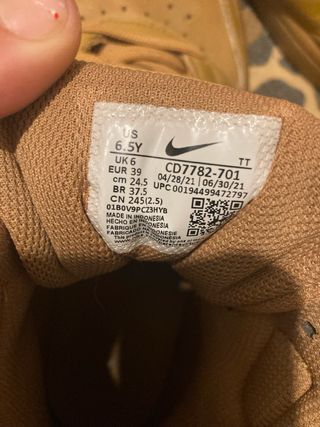 US
6.5Y
UK 6
EUR 39
cm 24.5
BR 37.5
CN 245(2.5)
TT
CD7782-701
04/28/21 06/30/21
UPC 00194499472797
01B0V9PCZ3HYB
MADE IN INDONESIA
HECHO EN INDONESIA
FABRIQUE EN INDONESIE